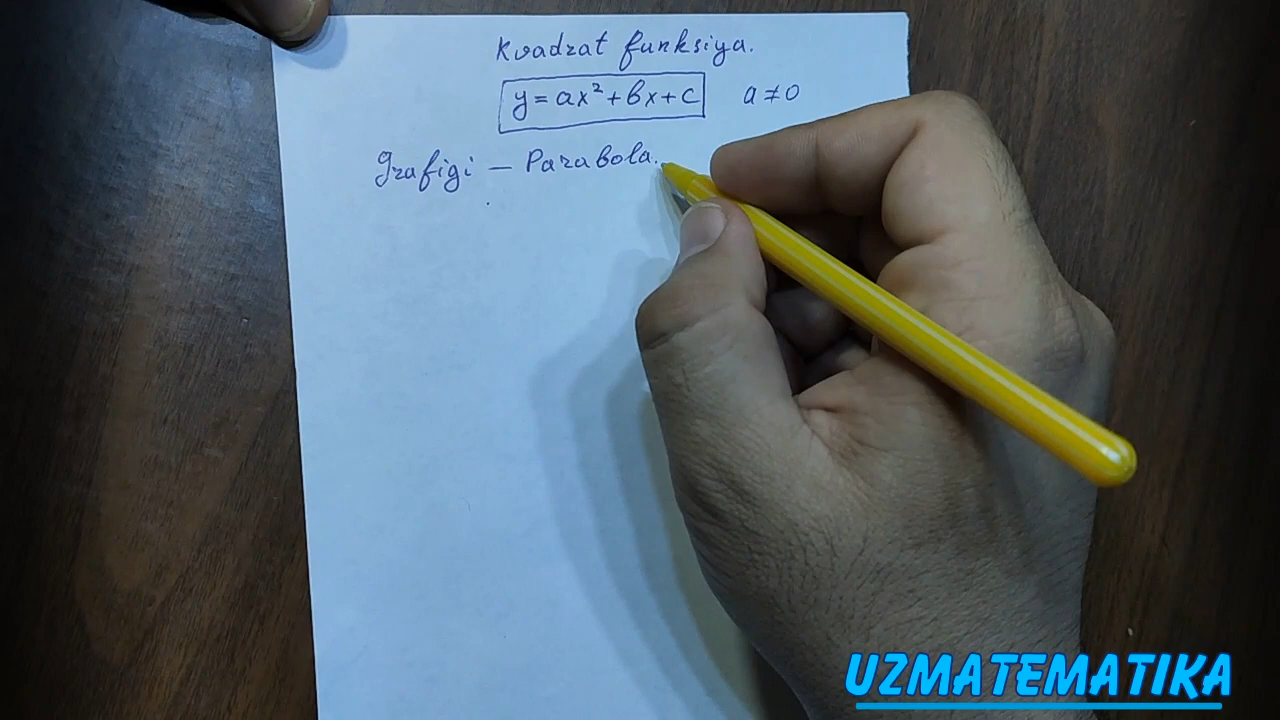 Kvadrat funksiya.
y = ax² + bx + c    a ≠ 0
Grafigi — Parabola.
UZMATEMATIKA